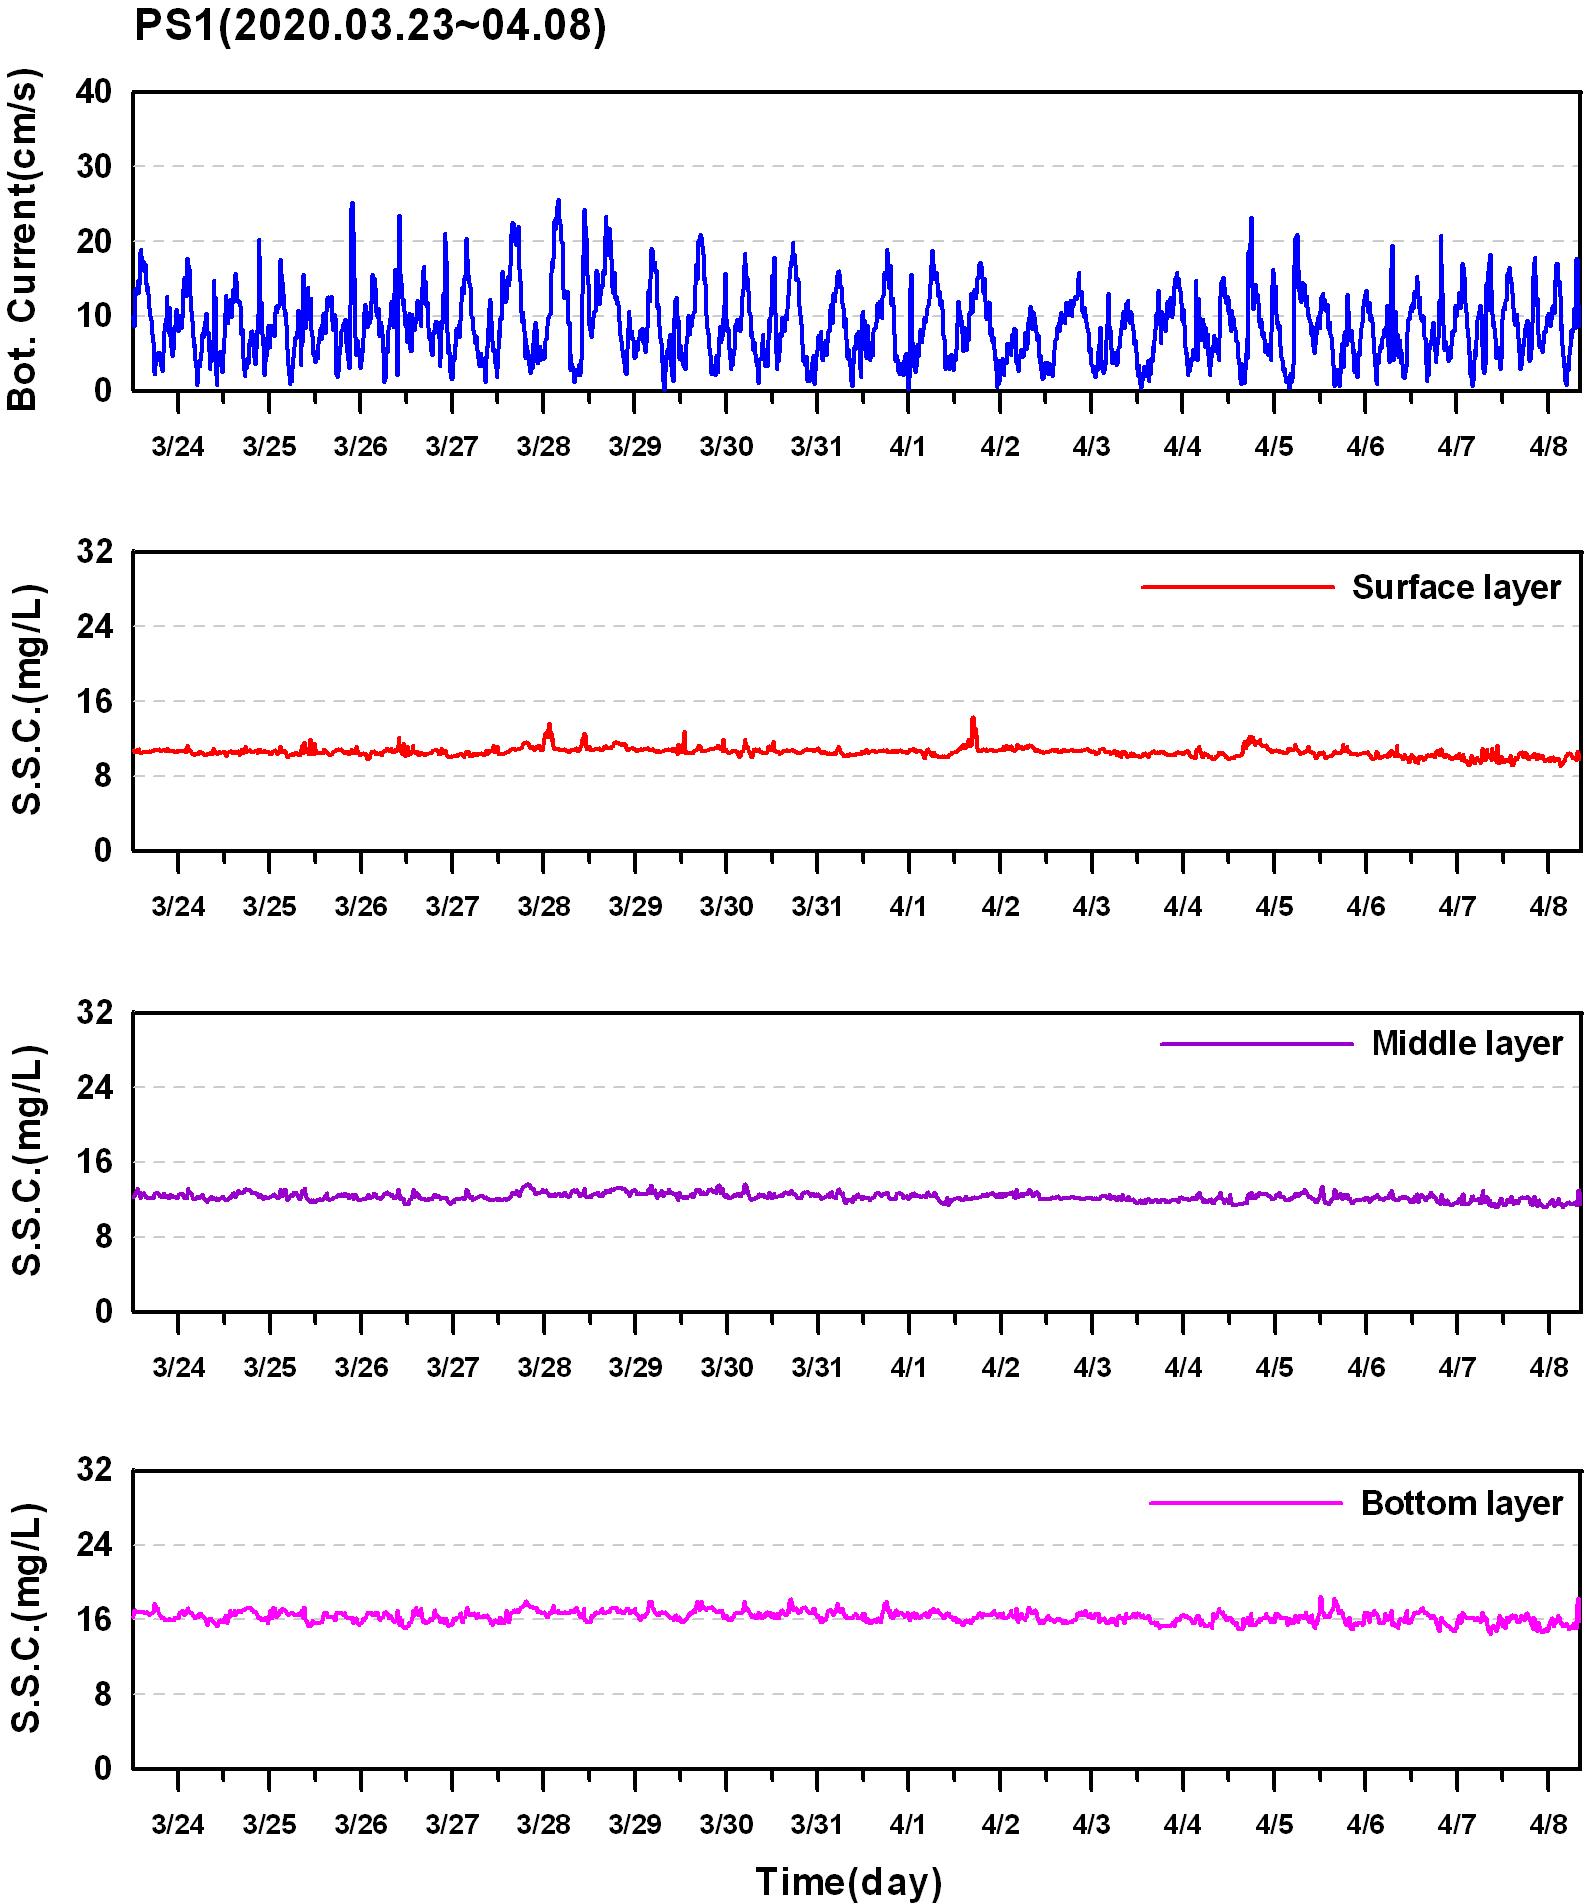 PS1(2020.03.23~04.08)
Bot. Current(cm/s)
40
30
20
10
0
3/24 3/25 3/26 3/27 3/28 3/29 3/30 3/31 4/1 4/2 4/3 4/4 4/5 4/6 4/7 4/8
S.S.C.(mg/L)
32
24
16
8
0
Surface layer
3/24 3/25 3/26 3/27 3/28 3/29 3/30 3/31 4/1 4/2 4/3 4/4 4/5 4/6 4/7 4/8
S.S.C.(mg/L)
32
24
16
8
0
Middle layer
3/24 3/25 3/26 3/27 3/28 3/29 3/30 3/31 4/1 4/2 4/3 4/4 4/5 4/6 4/7 4/8
S.S.C.(mg/L)
32
24
16
8
0
Bottom layer
3/24 3/25 3/26 3/27 3/28 3/29 3/30 3/31 4/1 4/2 4/3 4/4 4/5 4/6 4/7 4/8
Time(day)